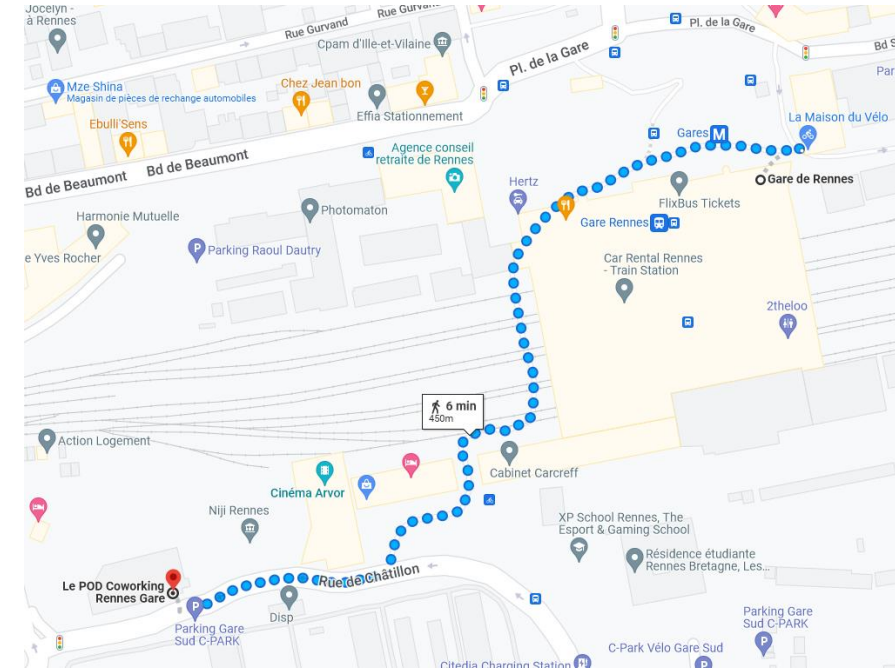 Jocelyn -
à Rennes
Rue Gurvand
Rue Gurvan
Cpam d'Ille-et-Vilaine
Pl. de la Gare
Pl. de la Gare
Bd S
Par
Mze Shina
Magasin de pièces de rechange automobiles
Chez Jean bon
Effia Stationnement
Ebulli'Sens
La Maison du Vélo
Gares M
Bd de Beaumont
Bd de Beaumont
Agence conseil
retraite de Rennes
Gare de Rennes
Hertz
FlixBus Tickets
Harmonie Mutuelle
Photomaton
Gare Rennes
e Yves Rocher
P Parking Raoul Dautry
Car Rental Rennes
- Train Station
2theloo
6 min
450m
Action Logement
Cabinet Carcreff
Cinéma Arvor
Niji Rennes
XP School Rennes, The
Esport & Gaming School
Résidence étudiante
Rennes Bretagne, Les...
Rue de Châtillon
Le POD Coworking
Rennes Gare
P
Disp
Parking Gare
Sud C-PARK
Parking Gare
Sud C-PARK
P
C-Park Vélo Gare Sud
P
Citedia Charging Station